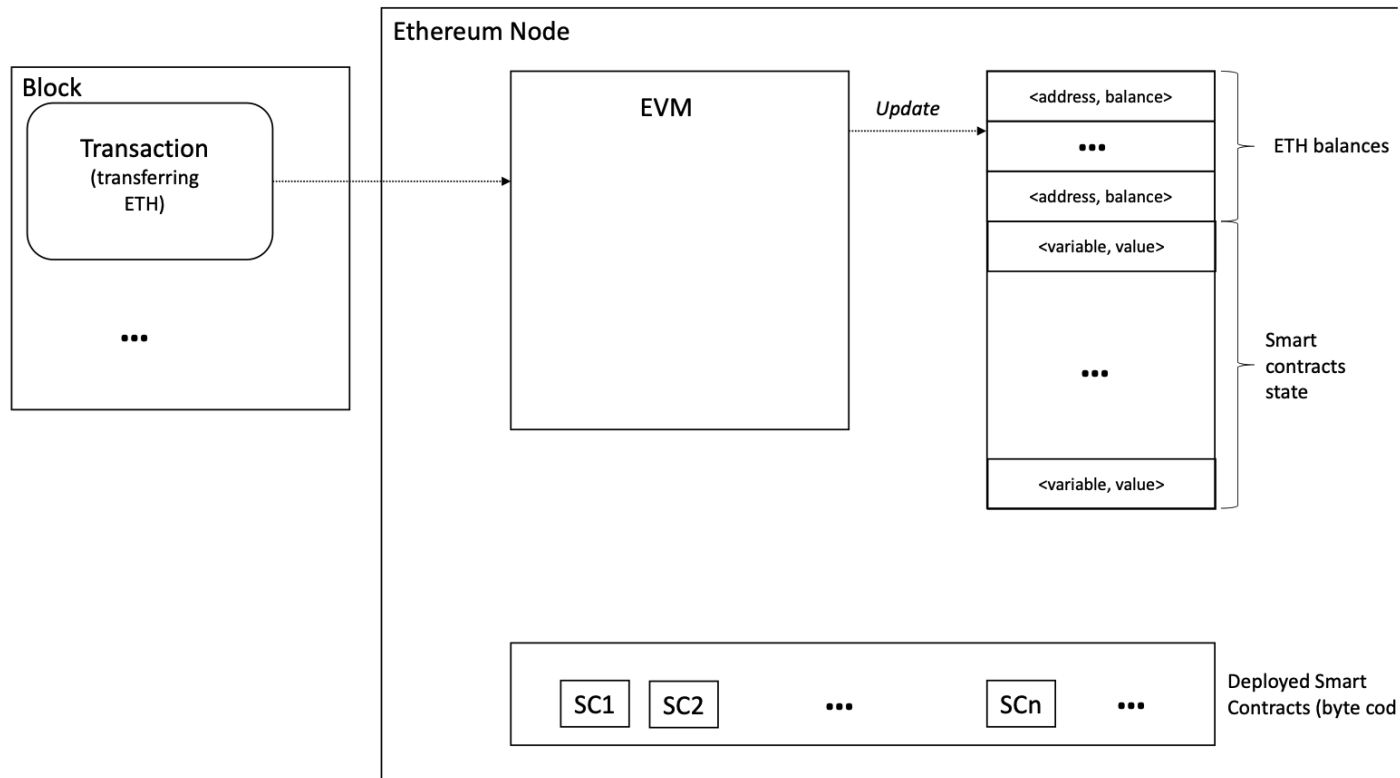 Ethereum Node
Block
Transaction
(transferring
ETH)
...
EVM
Update
<address, balance>
...
<address, balance>
<variable, value>
...
<variable, value>
ETH balances
Smart
contracts
state
SC1
SC2
...
SCn
...
Deployed Smart
Contracts (byte cod